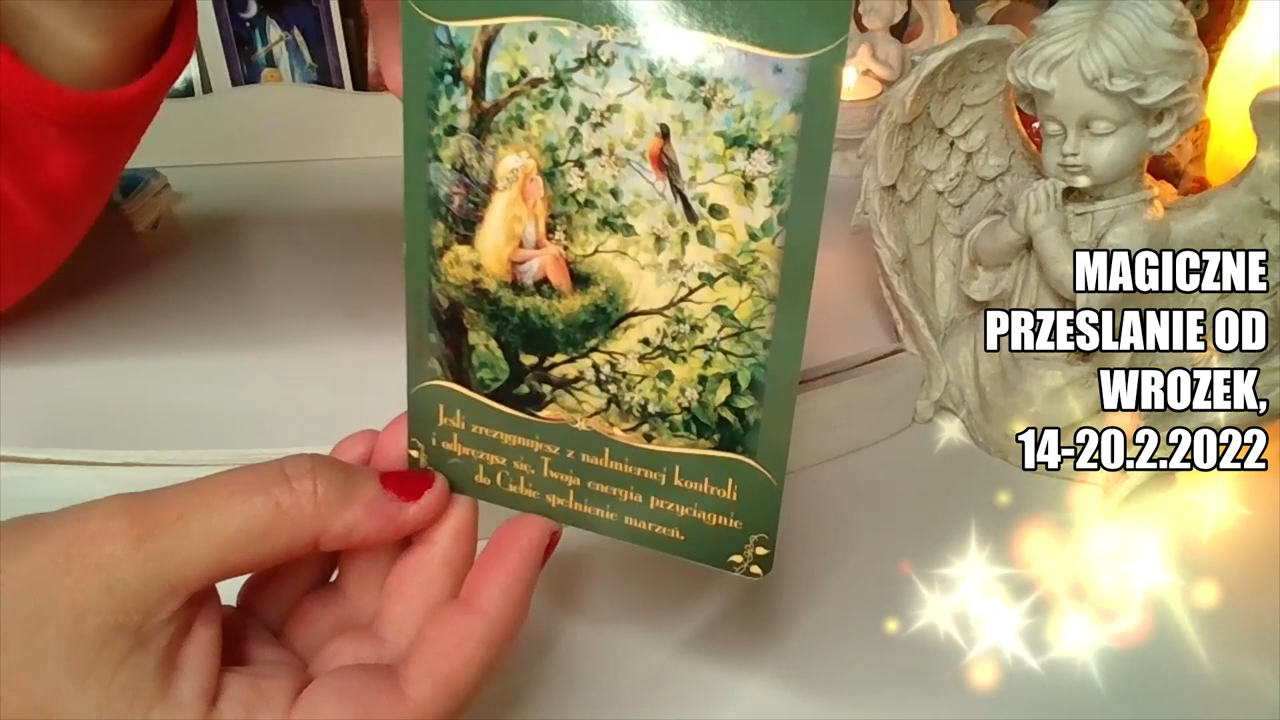 Jeśli zrezygnujesz z nadmiernej kontroli
i odprężysz się, Twoja energia przyciągnie
do Ciebie spełnienie marzeń.
MAGICZNE
PRZESLANIE OD
WROZEK,
14-20.2.2022